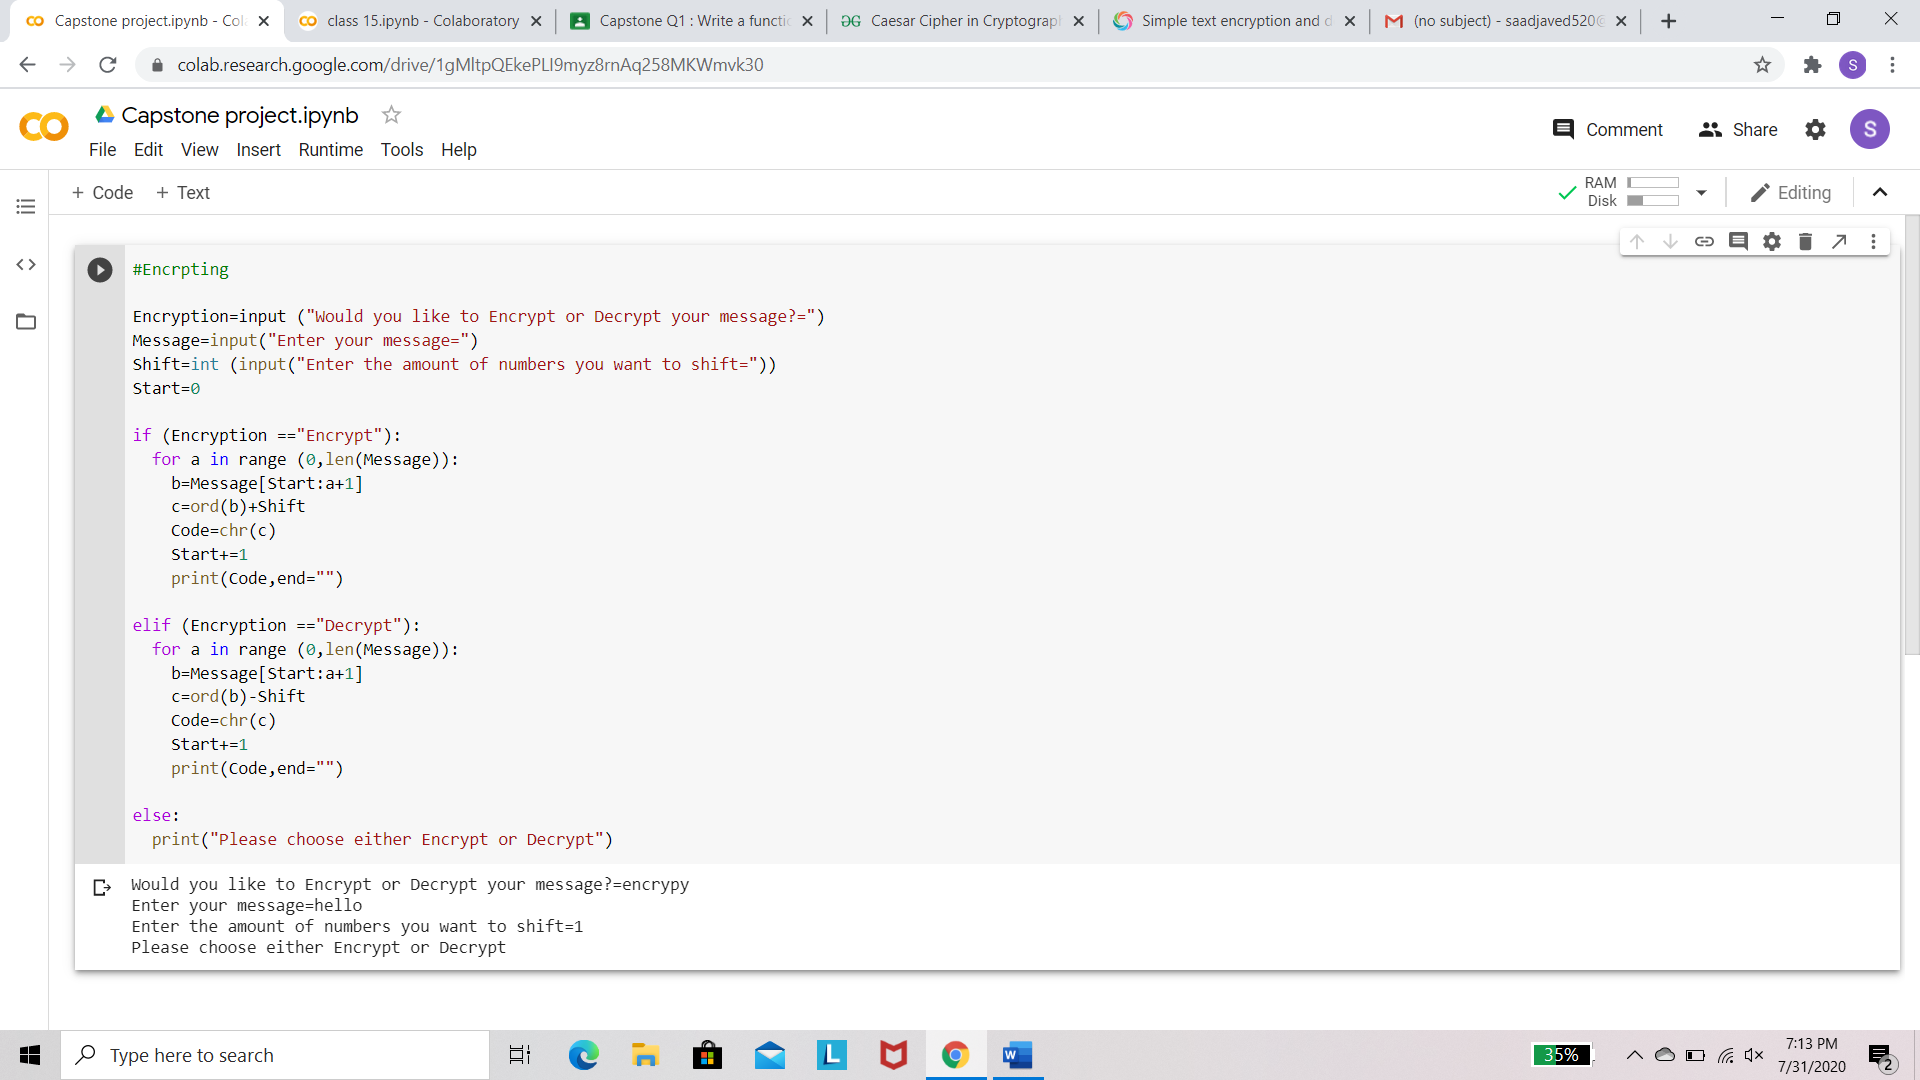 Capstone project.ipynb - Col
class 15.ipynb - Colaboratory
Capstone Q1 : Write a functio
Caesar Cipher in Cryptograph
Simple text encryption and d
(no subject) - saadjaved520@
colab.research.google.com/drive/1gMltpQEkePLI9myz8rnAq258MKWmvk30
S
Capstone project.ipynb
Comment
Share
S
File Edit View Insert Runtime Tools Help
+ Code + Text
RAM
Disk
Editing
#Encrpting
Encryption=input ("Would you like to Encrypt or Decrypt your message?=")
Message=input("Enter your message=")
Shift=int (input("Enter the amount of numbers you want to shift="))
Start=0
if (Encryption =="Encrypt"):
for a in range (0,len(Message)):
b=Message[Start:a+1]
c=ord(b)+Shift
Code=chr(c)
Start+=1
print(Code,end="")
elif (Encryption =="Decrypt"):
for a in range (0,len(Message)):
b=Message[Start:a+1]
c=ord(b)-Shift
Code=chr(c)
Start+=1
print(Code,end="")
else:
print("Please choose either Encrypt or Decrypt")
Would you like to Encrypt or Decrypt your message?=encrypy
Enter your message=hello
Enter the amount of numbers you want to shift=1
Please choose either Encrypt or Decrypt
Type here to search
L
W
35%
7:13 PM
7/31/2020
2